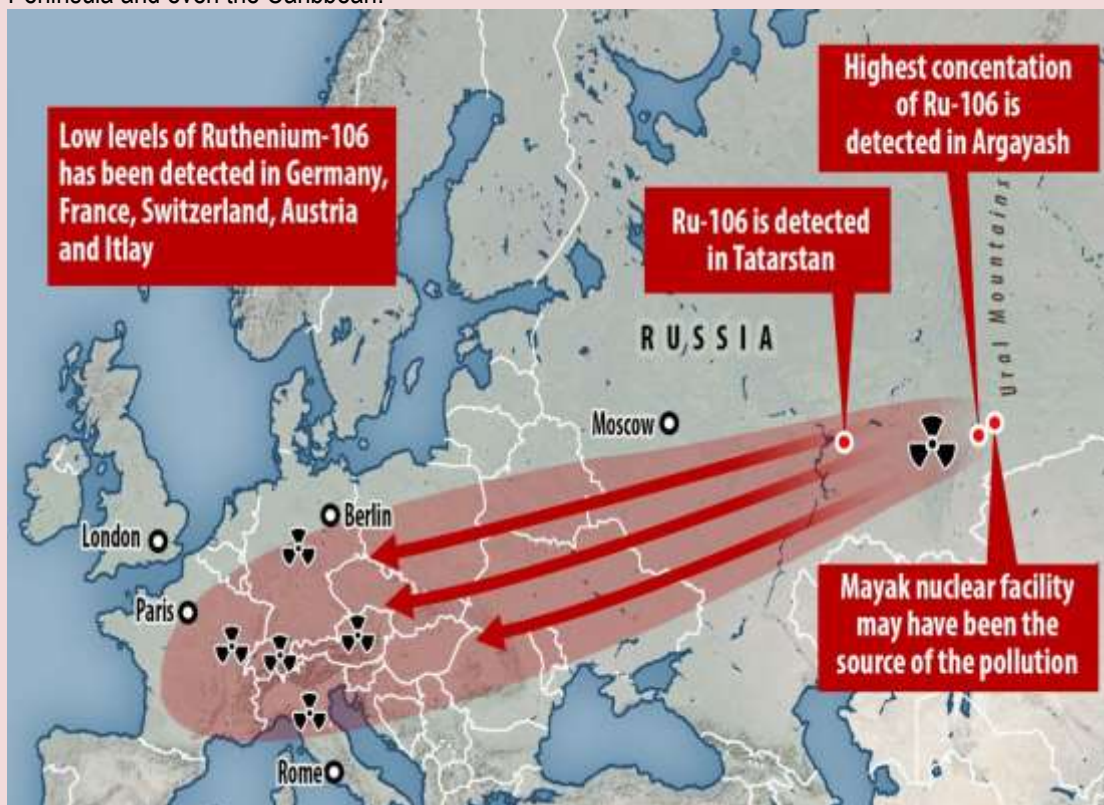 Peninsula and even the Caribbean.
Highest concentation
of Ru-106 is
detected in Argayash
Low levels of Ruthenium-106
has been detected in Germany,
France, Switzerland, Austria
and Itlay
Ru-106 is detected
in Tatarstan
Ural Mountains
RUSSIA
Moscow
Berlin
London
Paris
Mayak nuclear facility
may have been the
source of the pollution
Rome